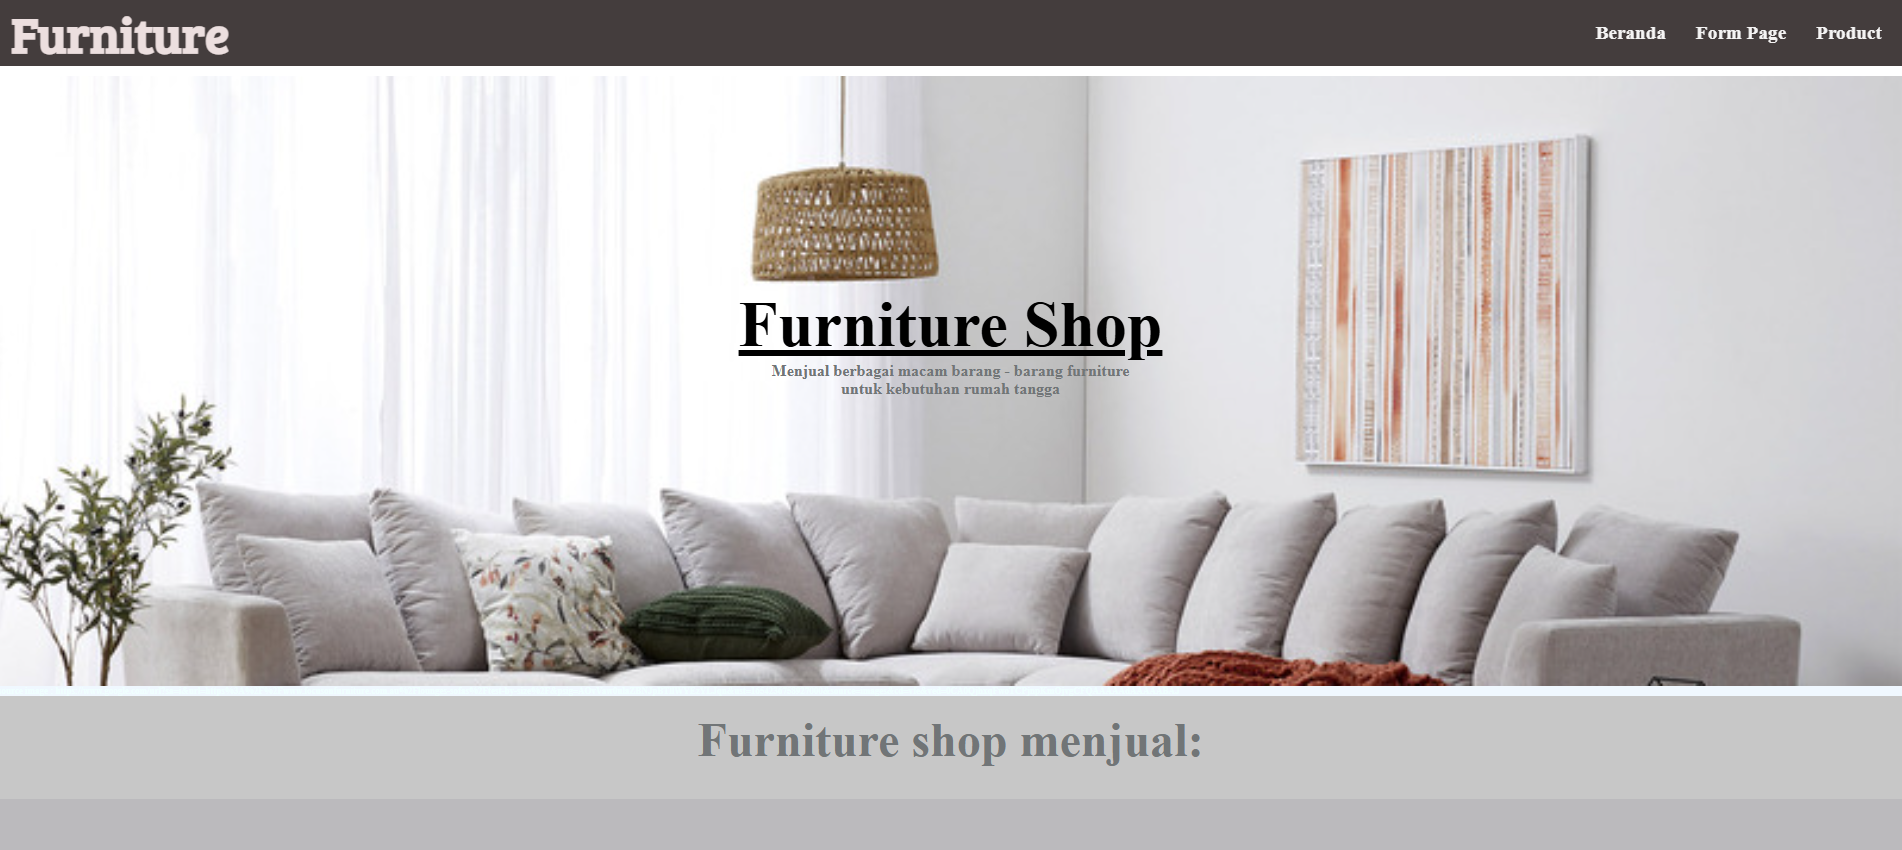 Furniture
Beranda Form Page Product
Furniture Shop
Menjual berbagai macam barang - barang furniture
untuk kebutuhan rumah tangga
Furniture shop menjual: